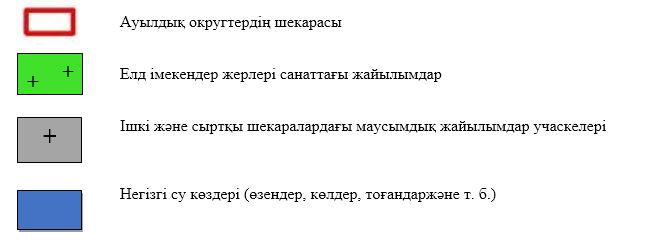 Ауылдық округтердің шекарасы
Елд імекендер жерлері санаттағы жайылымдар
Ішкі және сыртқы шекаралардағы маусымдық жайылымдар учаскелері
Негізгі су көздері (өзендер, көлдер, тоғандаржәне т. б.)